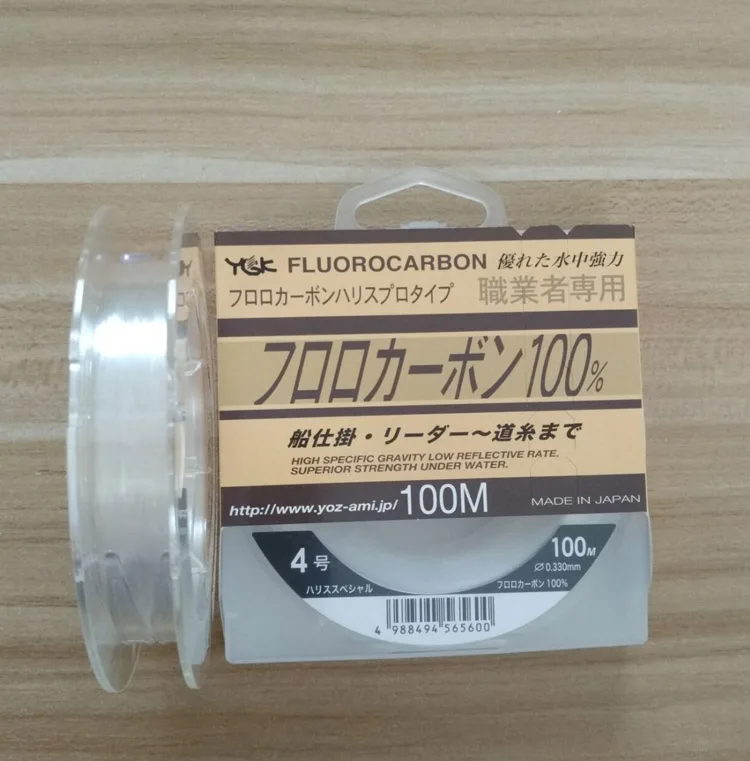 YGK FLUOROCARBON 優れた水中強力
フロロカーボンハリスプロタイプ 職業者専用
フロロカーボン100%
船仕掛・リーダー〜道糸まで
HIGH SPECIFIC GRAVITY LOW REFLECTIVE RATE.
SUPERIOR STRENGTH UNDER WATER.
http://www.yoz-ami.jp/ 100M MADE IN JAPAN
4号 100M
Ø0.330mm
ハリススペシャル フロロカーボン100%
4 988494 565600